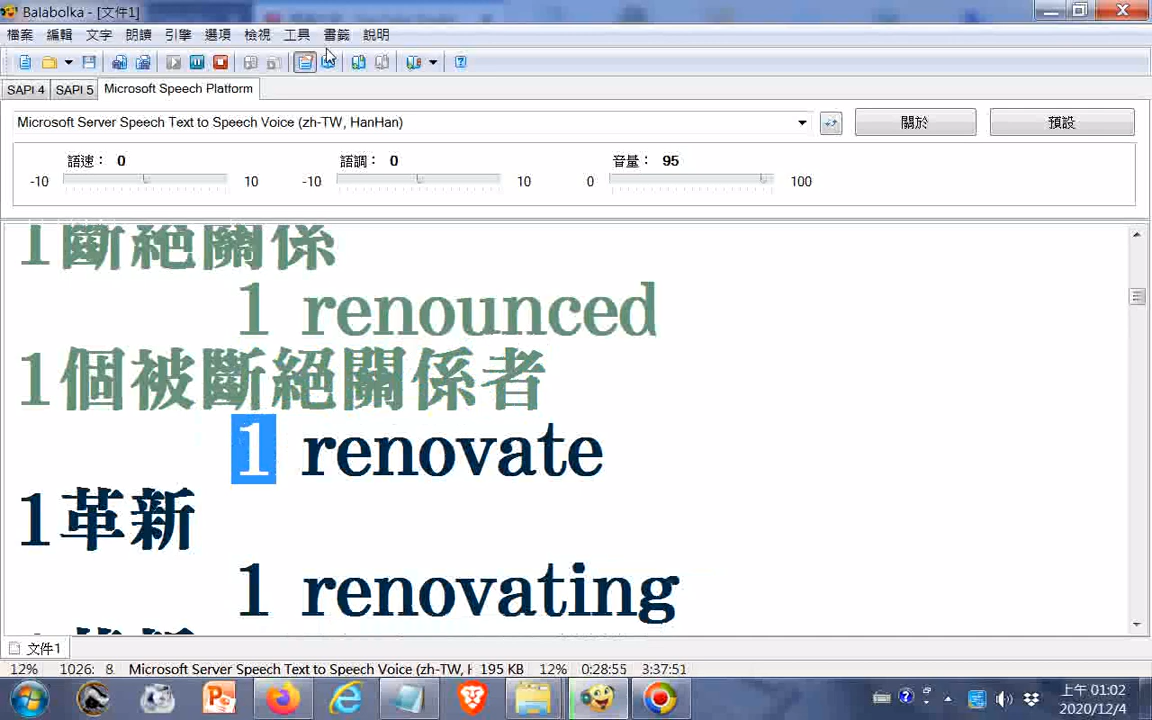 Balabolka - [文件1]
檔案 編輯 文字 朗讀 引擎 選項 檢視 工具 書籤 說明
SAPI 4 SAPI 5 Microsoft Speech Platform
Microsoft Server Speech Text to Speech Voice (zh-TW, HanHan) 關於 預設
語速： 0 語調： 0 音量： 95
-10 10 -10 10 0 100
1斷絕關係
1 renounced
1個被斷絕關係者
1 renovate
1革新
1 renovating
文件1
12% 1026: 8 Microsoft Server Speech Text to Speech Voice (zh-TW, 195 KB 12% 0:28:55 3:37:51
上午 01:02
2020/12/4